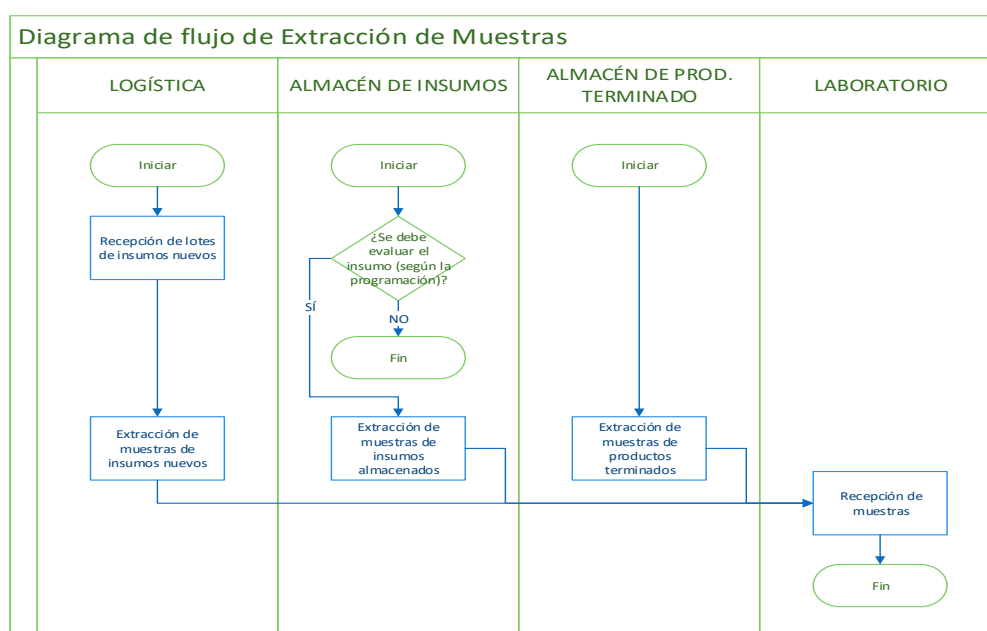 Diagrama de flujo de Extracción de Muestras
LOGÍSTICA
ALMACÉN DE INSUMOS
ALMACÉN DE PROD.
TERMINADO
LABORATORIO
Iniciar
Iniciar
Iniciar
Recepción de lotes
de insumos nuevos
¿Se debe
evaluar el
insumo (según la
programación)?
SÍ
NO
Fin
Extracción de
muestras de
insumos nuevos
Extracción de
muestras de
insumos
almacenados
Extracción de
muestras de
productos
terminados
Recepción de
muestras
Fin